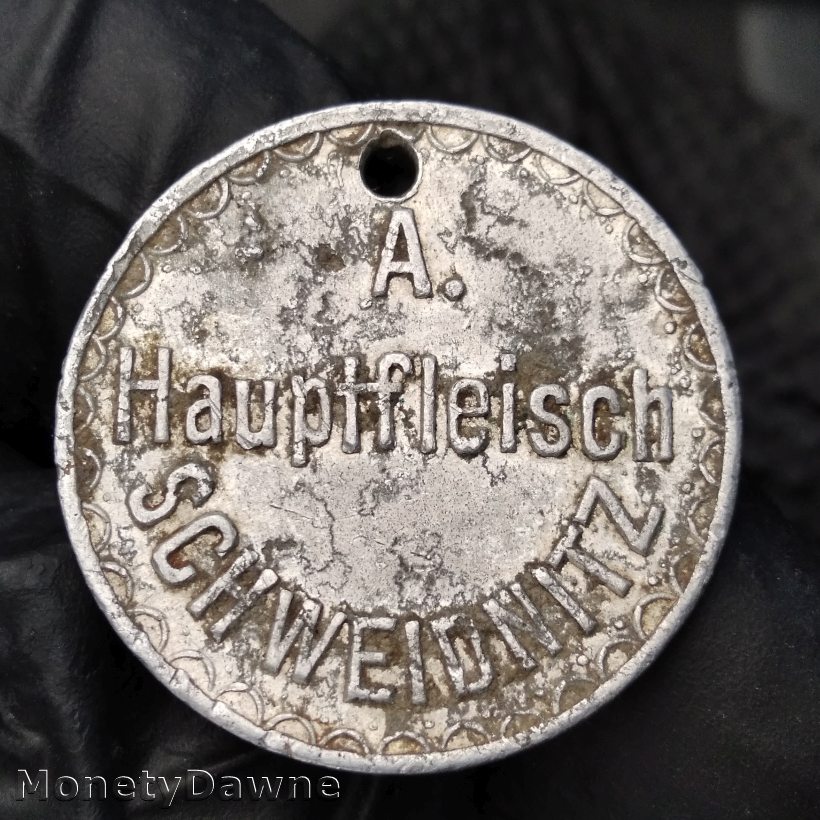 A.
Hauptfleisch
SCHWEIDNITZ
MonetyDawne